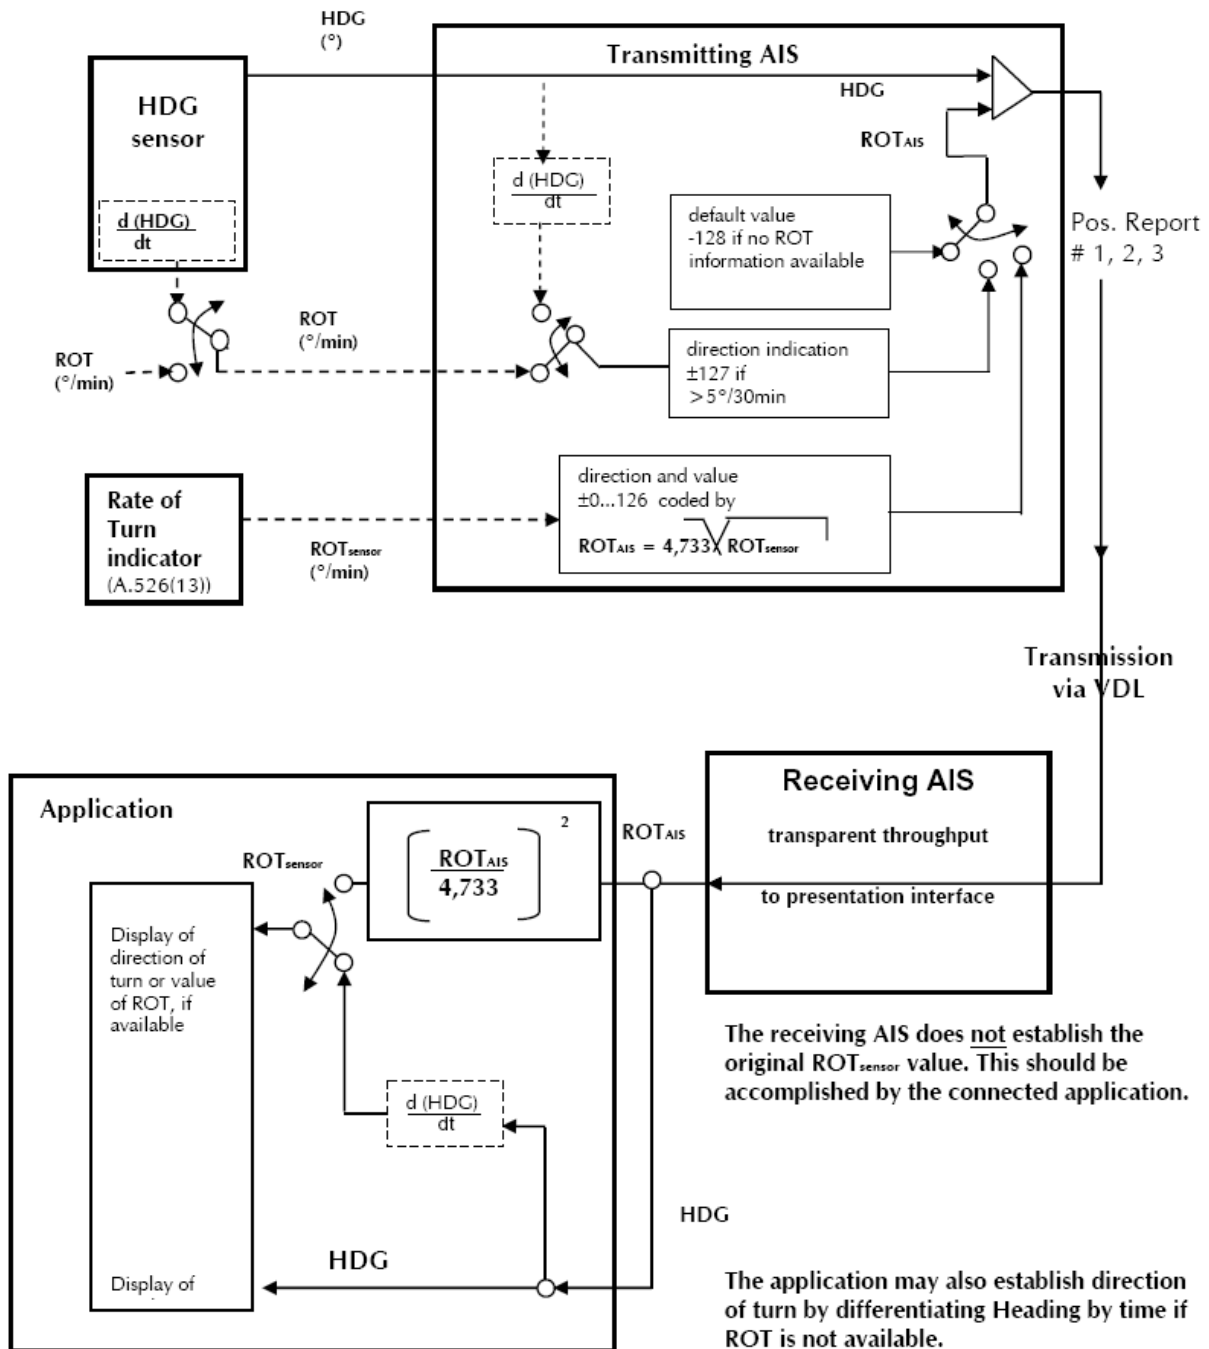 HDG
(°)
Transmitting AIS
HDG
sensor
d (HDG)
dt
HDG
ROTAIS
d (HDG)
dt
default value
-128 if no ROT
information available
Pos. Report
# 1, 2, 3
ROT
(°/min)
ROT
(°/min)
direction indication
±127 if
>5°/30min
Rate of
Turn
indicator
(A.526(13))
ROTsensor
(°/min)
direction and value
±0...126 coded by
ROTAIS = 4,733√ROTsensor
Transmission
via VDL
Receiving AIS
transparent throughput
to presentation interface
Application
ROTsensor
ROTAIS
4,733
2
ROTAIS
Display of
direction of
turn or value
of ROT, if
available
d (HDG)
dt
HDG
HDG
Display of
The receiving AIS does not establish the
original ROTsensor value. This should be
accomplished by the connected application.
The application may also establish direction
of turn by differentiating Heading by time if
ROT is not available.